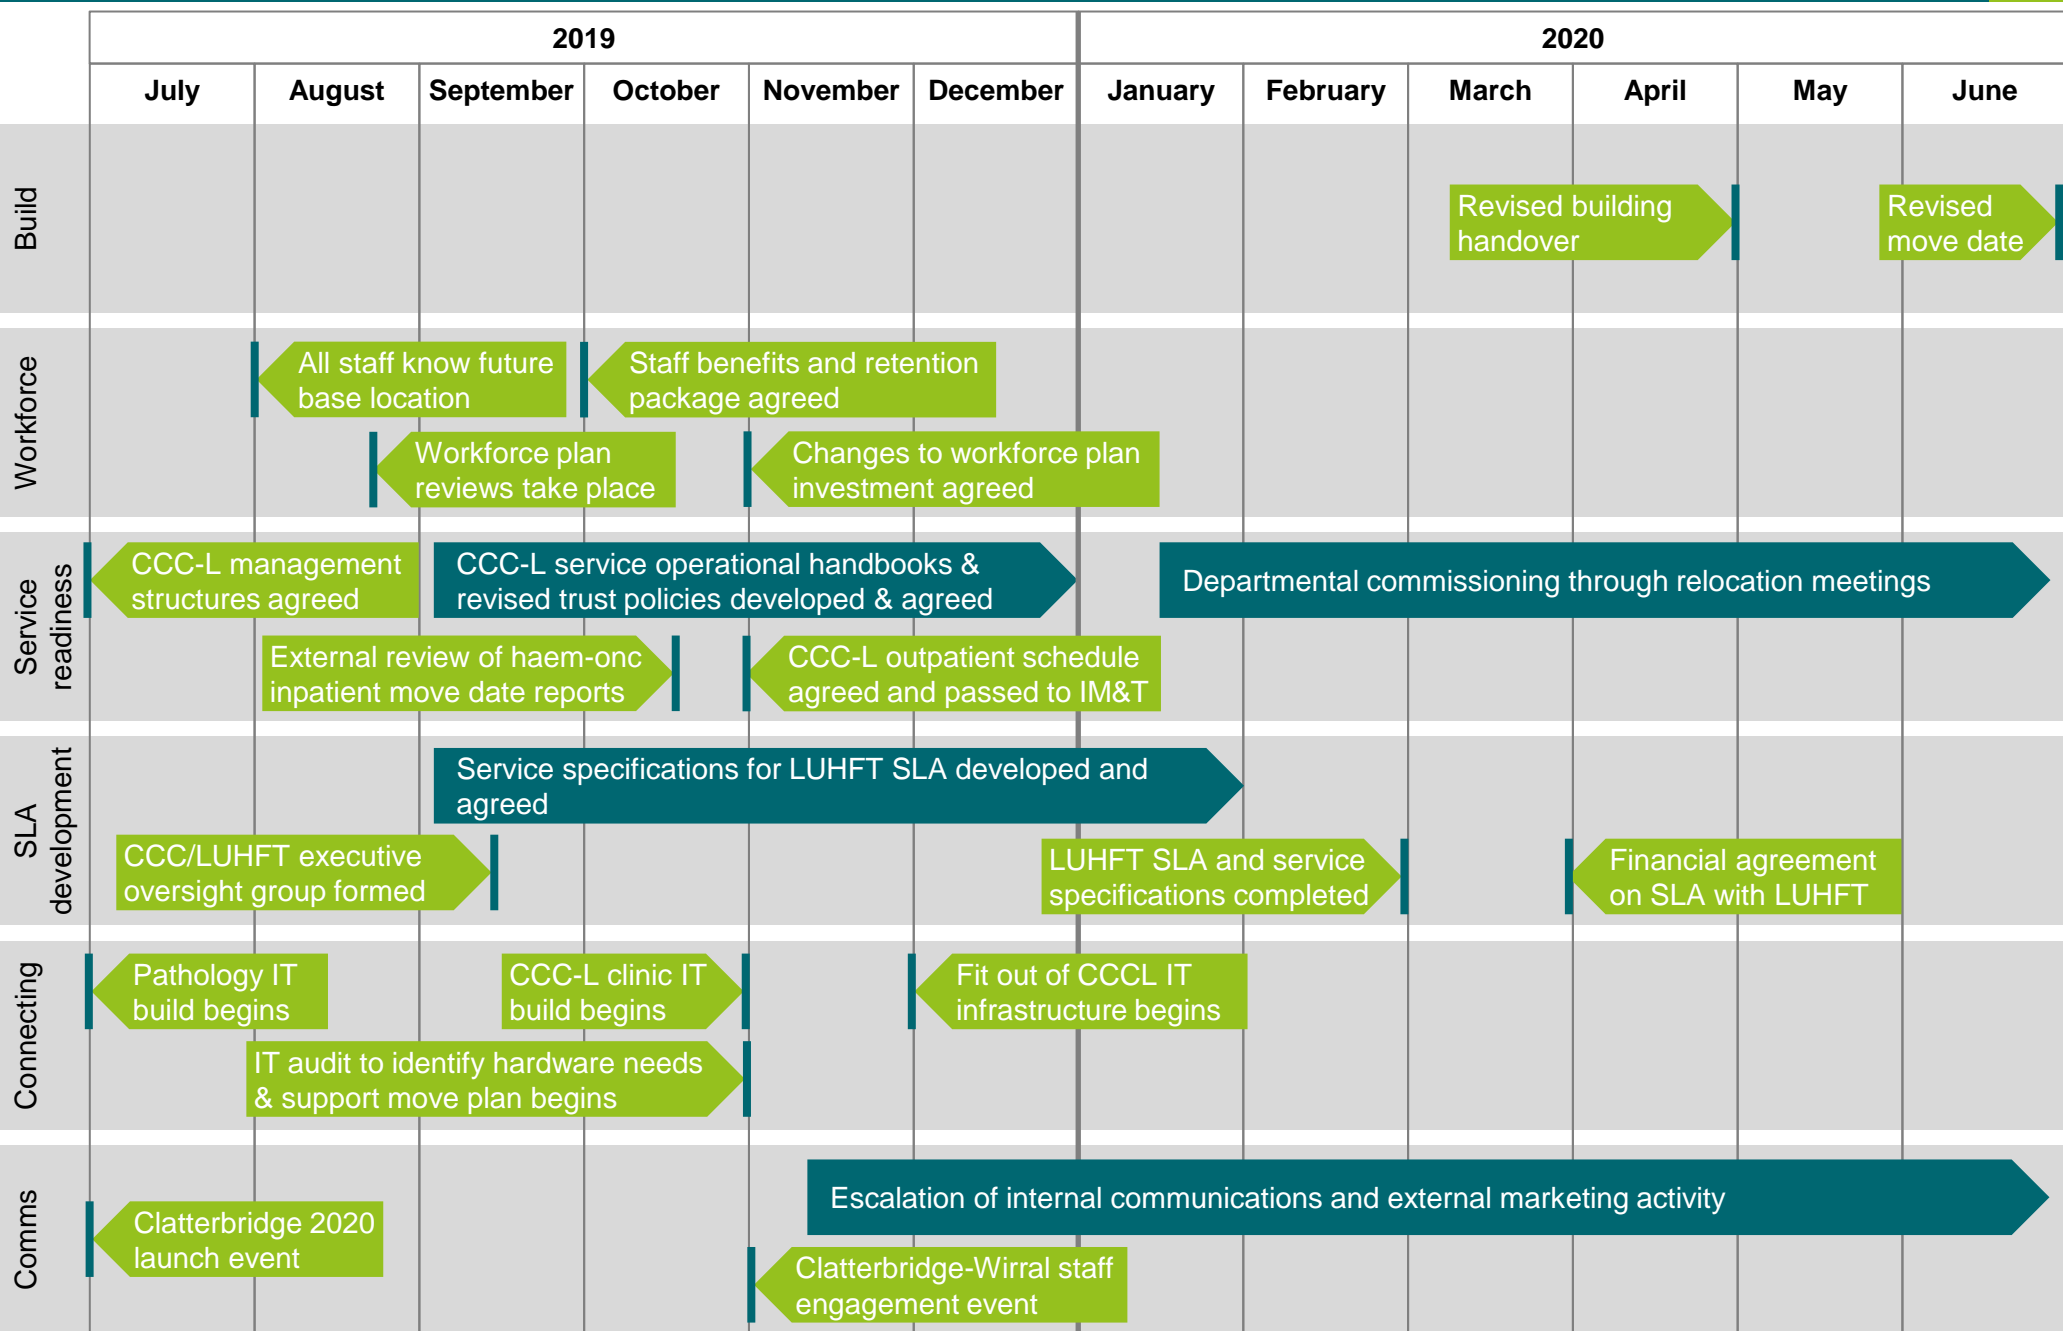 2019
2020
July
August
September
October
November
December
January
February
March
April
May
June
Build
Revised building
handover
Revised
move date
Workforce
All staff know future
base location
Staff benefits and retention
package agreed
Workforce plan
reviews take place
Changes to workforce plan
investment agreed
Service
readiness
CCC-L management
structures agreed
CCC-L service operational handbooks &
revised trust policies developed & agreed
Departmental commissioning through relocation meetings
External review of haem-onc
inpatient move date reports
CCC-L outpatient schedule
agreed and passed to IM&T
SLA
development
Service specifications for LUHFT SLA developed and
agreed
CCC/LUHFT executive
oversight group formed
LUHFT SLA and service
specifications completed
Financial agreement
on SLA with LUHFT
Connecting
Pathology IT
build begins
CCC-L clinic IT
build begins
Fit out of CCCL IT
infrastructure begins
IT audit to identify hardware needs
& support move plan begins
Comms
Escalation of internal communications and external marketing activity
Clatterbridge 2020
launch event
Clatterbridge-Wirral staff
engagement event